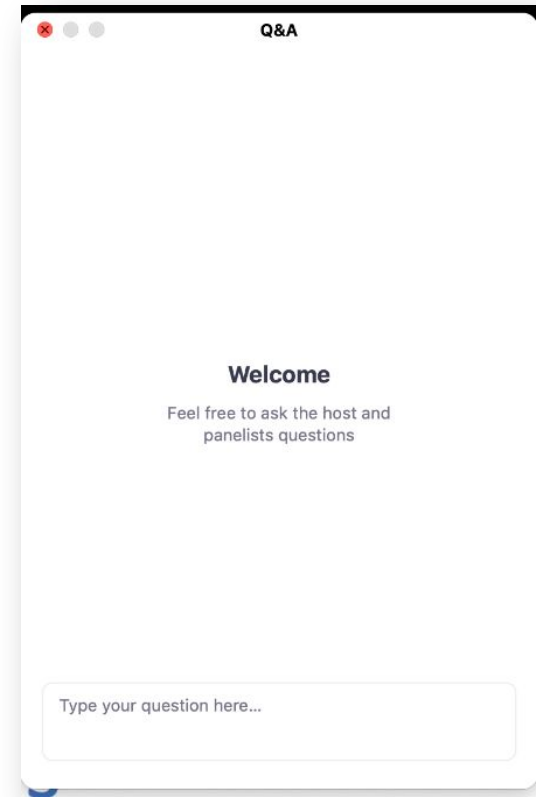 Q&A
Welcome
Feel free to ask the host and
panelists questions
Type your question here...